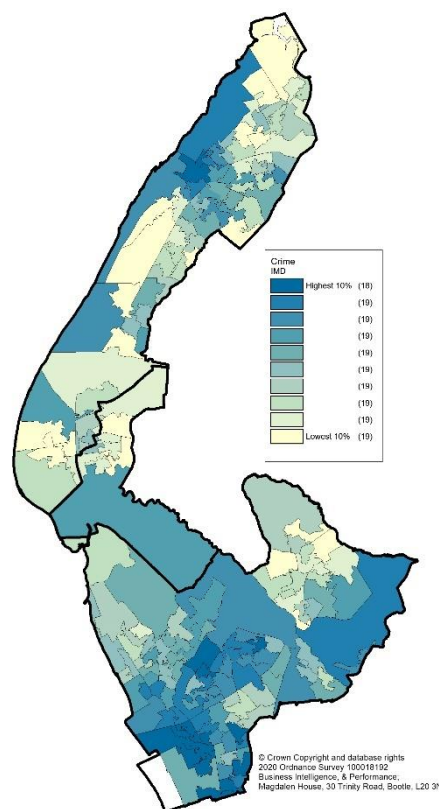 Crime
IMD
Highest 10% (18)
(19)
(19)
(19)
(19)
(19)
(19)
(19)
(19)
Lowest 10% (19)
© Crown Copyright and database rights
2020 Ordnance Survey 100018192
Business Intelligence, & Performance,
Magdalen House, 30 Trinity Road, Bootle, L20 3N